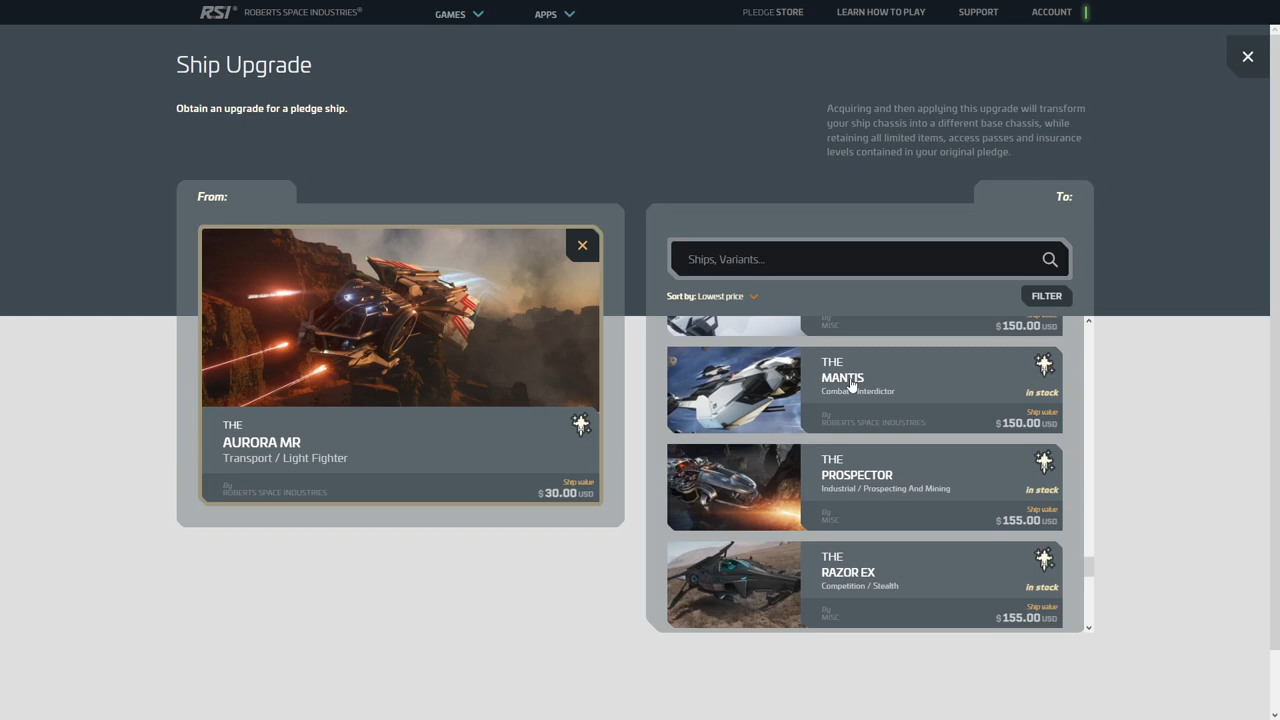 RSI ROBERTS SPACE INDUSTRIES®
GAMES
APPS
PLEDGE STORE
LEARN HOW TO PLAY
SUPPORT
ACCOUNT
Ship Upgrade
Obtain an upgrade for a pledge ship.
Acquiring and then applying this upgrade will transform
your ship chassis into a different base chassis, while
retaining all limited items, access passes and insurance
levels contained in your original pledge.
From:
THE
AURORA MR
Transport / Light Fighter
By
ROBERTS SPACE INDUSTRIES
Ship value
$30.00 USD
To:
Ships, Variants...
Sort by: Lowest price
FILTER
By
MISC
Ship value
$150.00 USD
THE
MANTIS
Combat / Interdictor
in stock
By
ROBERTS SPACE INDUSTRIES
Ship value
$150.00 USD
THE
PROSPECTOR
Industrial / Prospecting And Mining
in stock
By
MISC
Ship value
$155.00 USD
THE
RAZOR EX
Competition / Stealth
in stock
By
MISC
Ship value
$155.00 USD